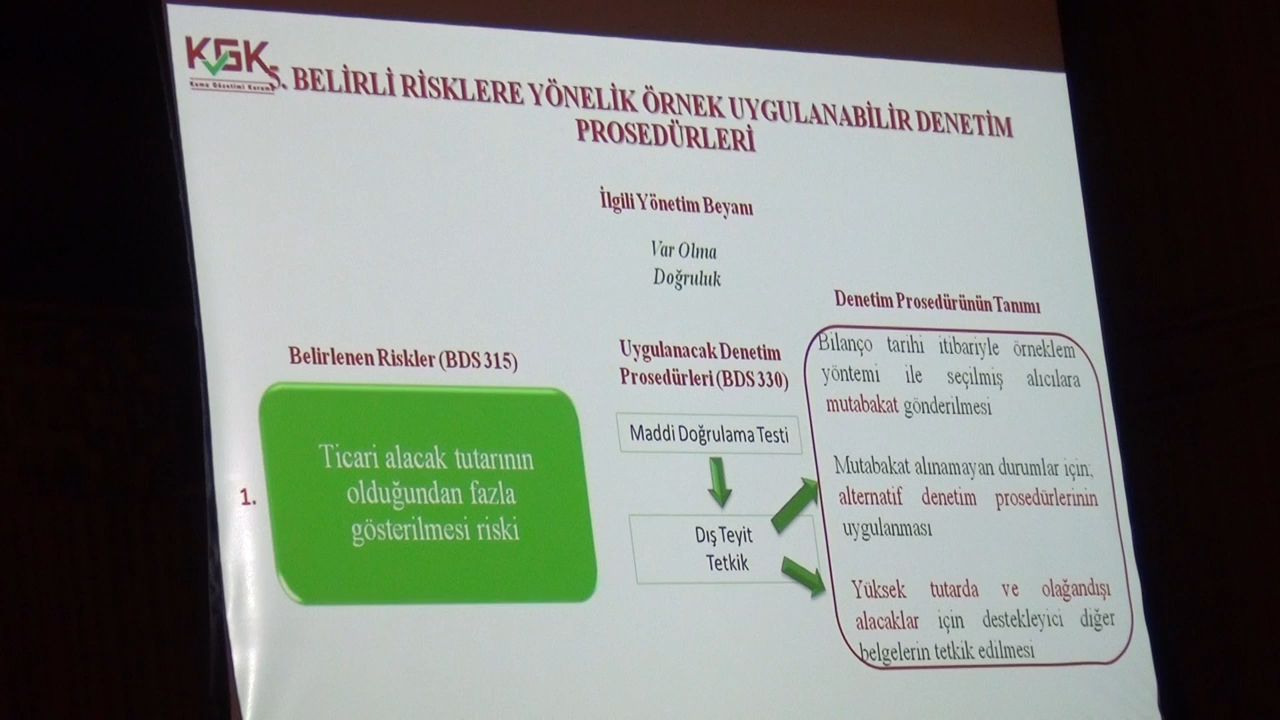 KGK
Kamu Gözetimi Kurumu
5. BELİRLİ RİSKLERE YÖNELİK ÖRNEK UYGULANABİLİR DENETİM
PROSEDÜRLERİ
İlgili Yönetim Beyanı
Var Olma
Doğruluk
Belirlenen Riskler (BDS 315)
1.
Ticari alacak tutarının
olduğundan fazla
gösterilmesi riski
Uygulanacak Denetim
Prosedürleri (BDS 330)
Maddi Doğrulama Testi
Dış Teyit
Tetkik
Denetim Prosedürünün Tanımı
Bilanço tarihi itibariyle örneklem
yöntemi ile seçilmiş alıcılara
mutabakat gönderilmesi
Mutabakat alınamayan durumlar için,
alternatif denetim prosedürlerinin
uygulanması
Yüksek tutarda ve olağandışı
alacaklar için destekleyici diğer
belgelerin tetkik edilmesi